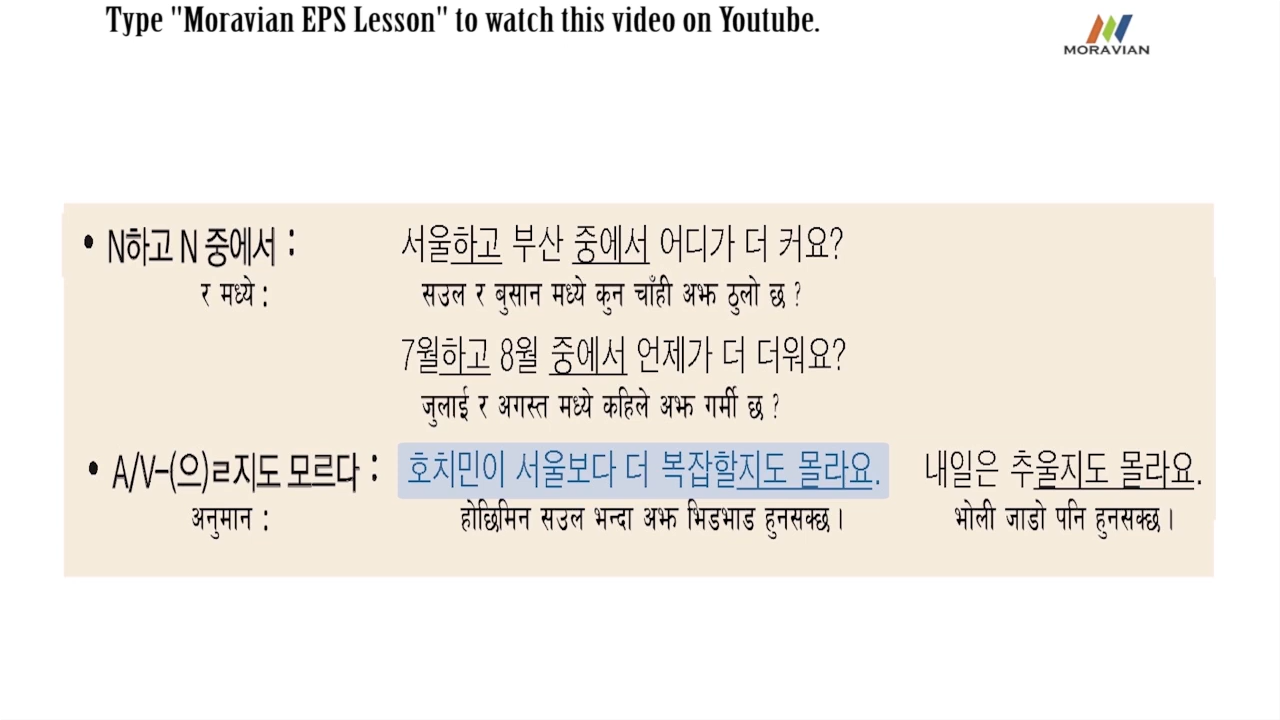 Type "Moravian EPS Lesson" to watch this video on Youtube.
MORAVIAN
• N하고 N 중에서 : 서울하고 부산 중에서 어디가 더 커요?
र मध्ये : सउल र बुसान मध्ये कुन चाँही अझ ठुलो छ ?
7월하고 8월 중에서 언제가 더 더워요?
जुलाई र अगस्त मध्ये कहिले अझ गर्मी छ ?
• A/V-(으)ㄹ지도 모르다 : 호치민이 서울보다 더 복잡할지도 몰라요. 내일은 추울지도 몰라요.
अनुमान : होछिमिन सउल भन्दा अझ भिडभाड हुनसक्छ। भोली जाडो पनि हुनसक्छ।